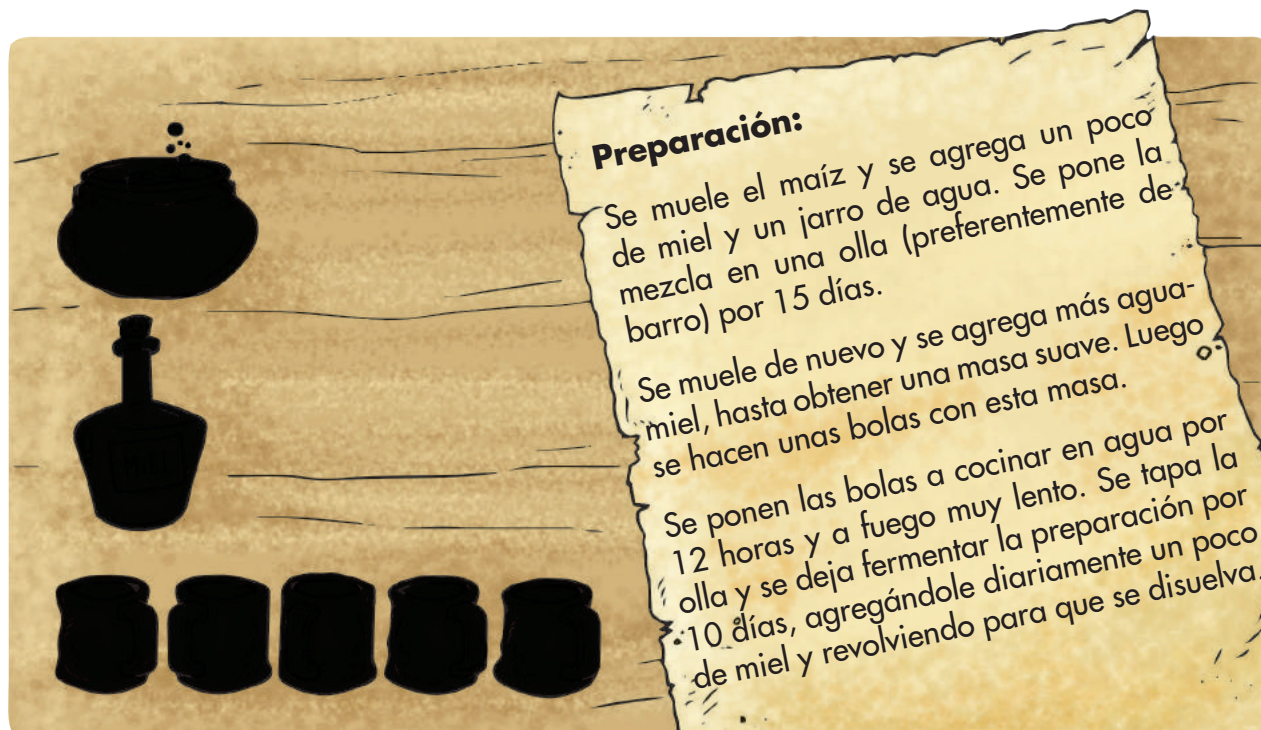 Preparación:
Se muele el maíz y se agrega un poco
de miel y un jarro de agua. Se pone la
mezcla en una olla (preferentemente de
barro) por 15 días.
Se muele de nuevo y se agrega más agua-
miel, hasta obtener una masa suave. Luego
se hacen unas bolas con esta masa.
Se ponen las bolas a cocinar en agua por
12 horas y a fuego muy lento. Se tapa la
olla y se deja fermentar la preparación por
10 días, agregándole diariamente un poco
de miel y revolviendo para que se disuelva.
MIEL